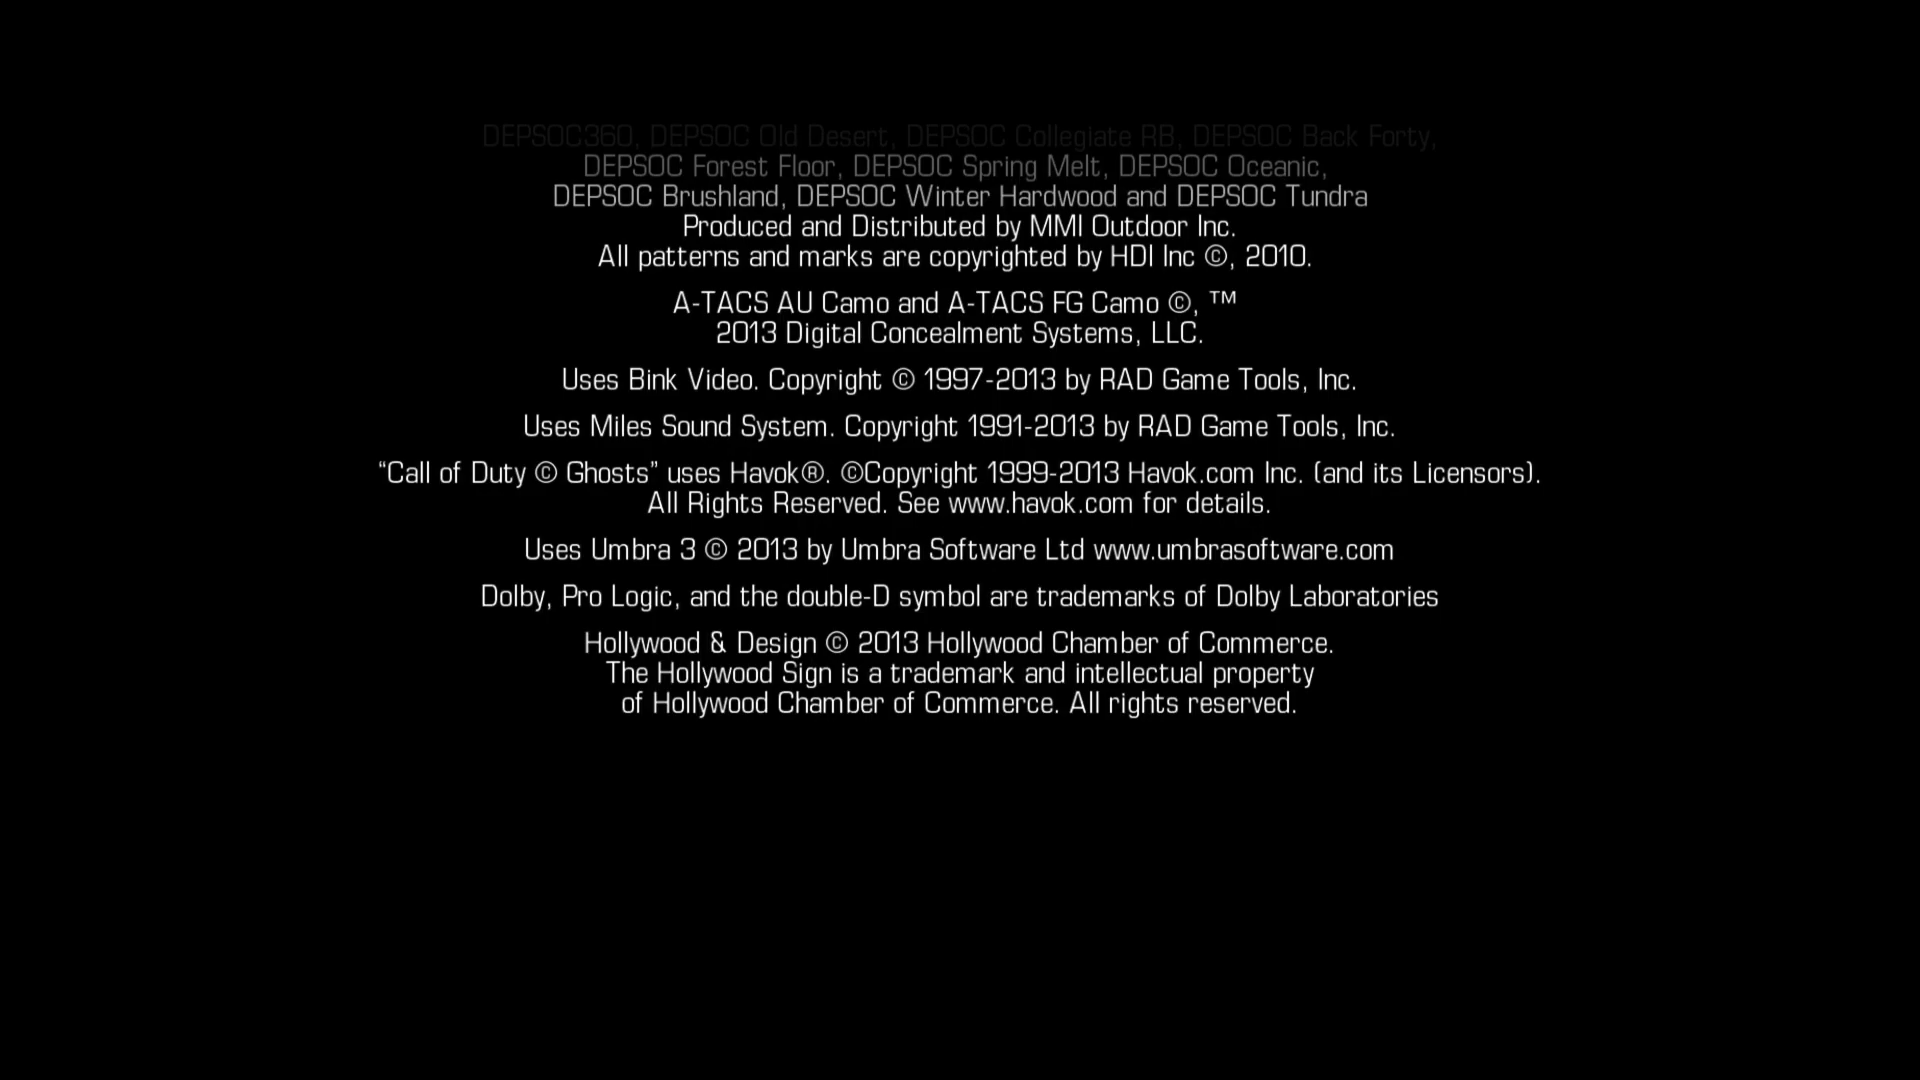 DEPSOC360, DEPSOC Old Desert, DEPSOC Collegiate RB, DEPSOC Back Forty,
DEPSOC Forest Floor, DEPSOC Spring Melt, DEPSOC Oceanic,
DEPSOC Brushland, DEPSOC Winter Hardwood and DEPSOC Tundra
Produced and Distributed by MMI Outdoor Inc.
All patterns and marks are copyrighted by HDI Inc ©, 2010.
A-TACS AU Camo and A-TACS FG Camo ©, ™
2013 Digital Concealment Systems, LLC.
Uses Bink Video. Copyright © 1997-2013 by RAD Game Tools, Inc.
Uses Miles Sound System. Copyright 1991-2013 by RAD Game Tools, Inc.
“Call of Duty © Ghosts” uses Havok®. ©Copyright 1999-2013 Havok.com Inc. (and its Licensors).
All Rights Reserved. See www.havok.com for details.
Uses Umbra 3 © 2013 by Umbra Software Ltd www.umbrasoftware.com
Dolby, Pro Logic, and the double-D symbol are trademarks of Dolby Laboratories
Hollywood & Design © 2013 Hollywood Chamber of Commerce.
The Hollywood Sign is a trademark and intellectual property
of Hollywood Chamber of Commerce. All rights reserved.